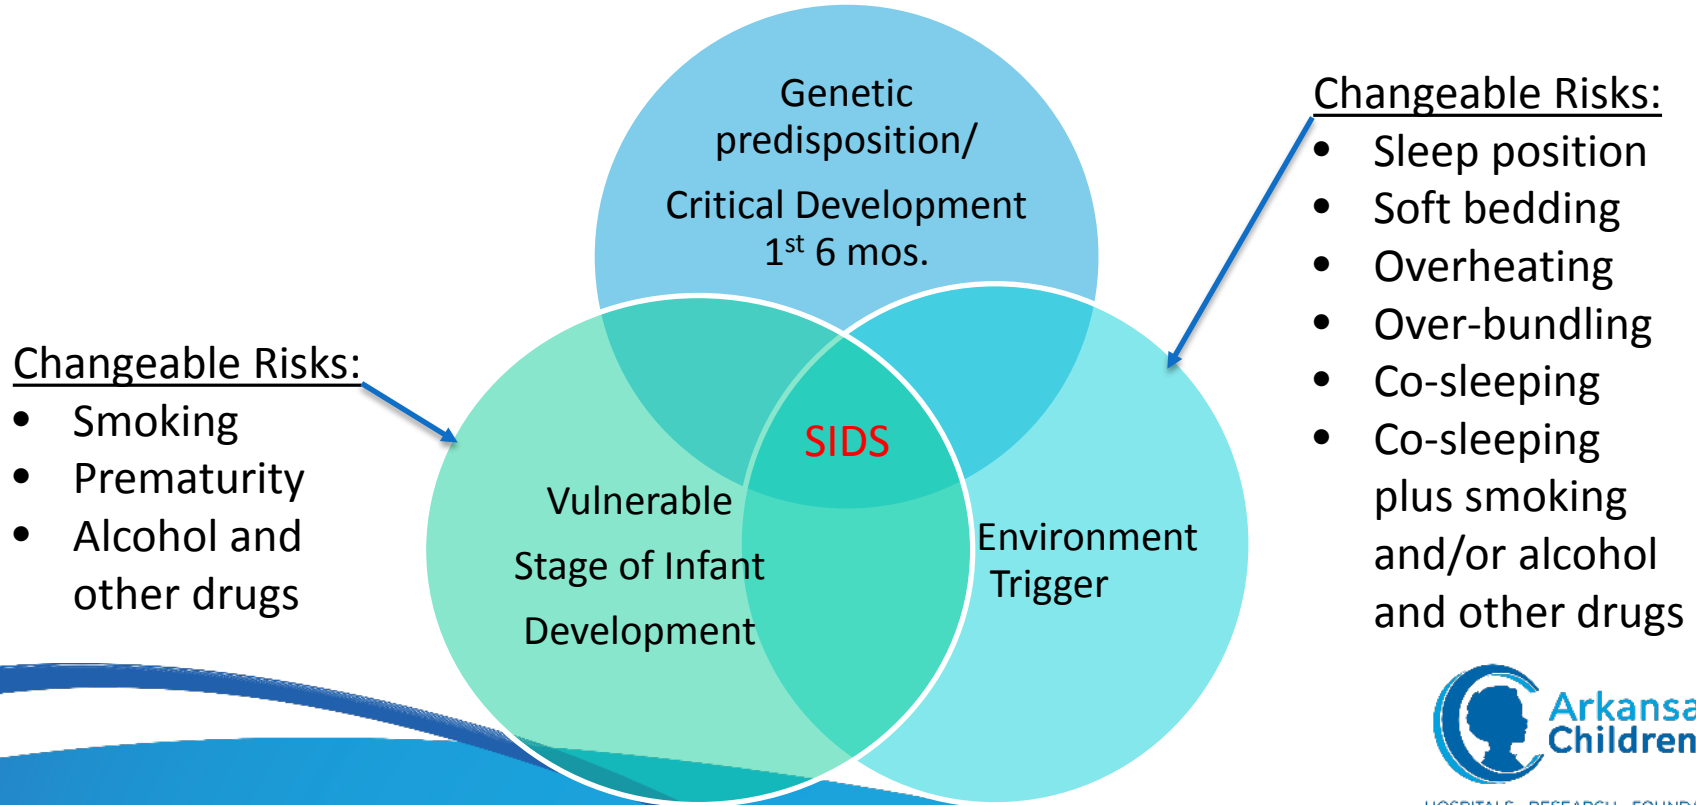 Genetic
predisposition/
Critical Development
1st 6 mos.
Changeable Risks:
• Smoking
• Prematurity
• Alcohol and
other drugs
SIDS
Vulnerable
Stage of Infant
Development
Environment
Trigger
Changeable Risks:
• Sleep position
• Soft bedding
• Overheating
• Over-bundling
• Co-sleeping
• Co-sleeping
plus smoking
and/or alcohol
and other drugs
Arkansa
Children